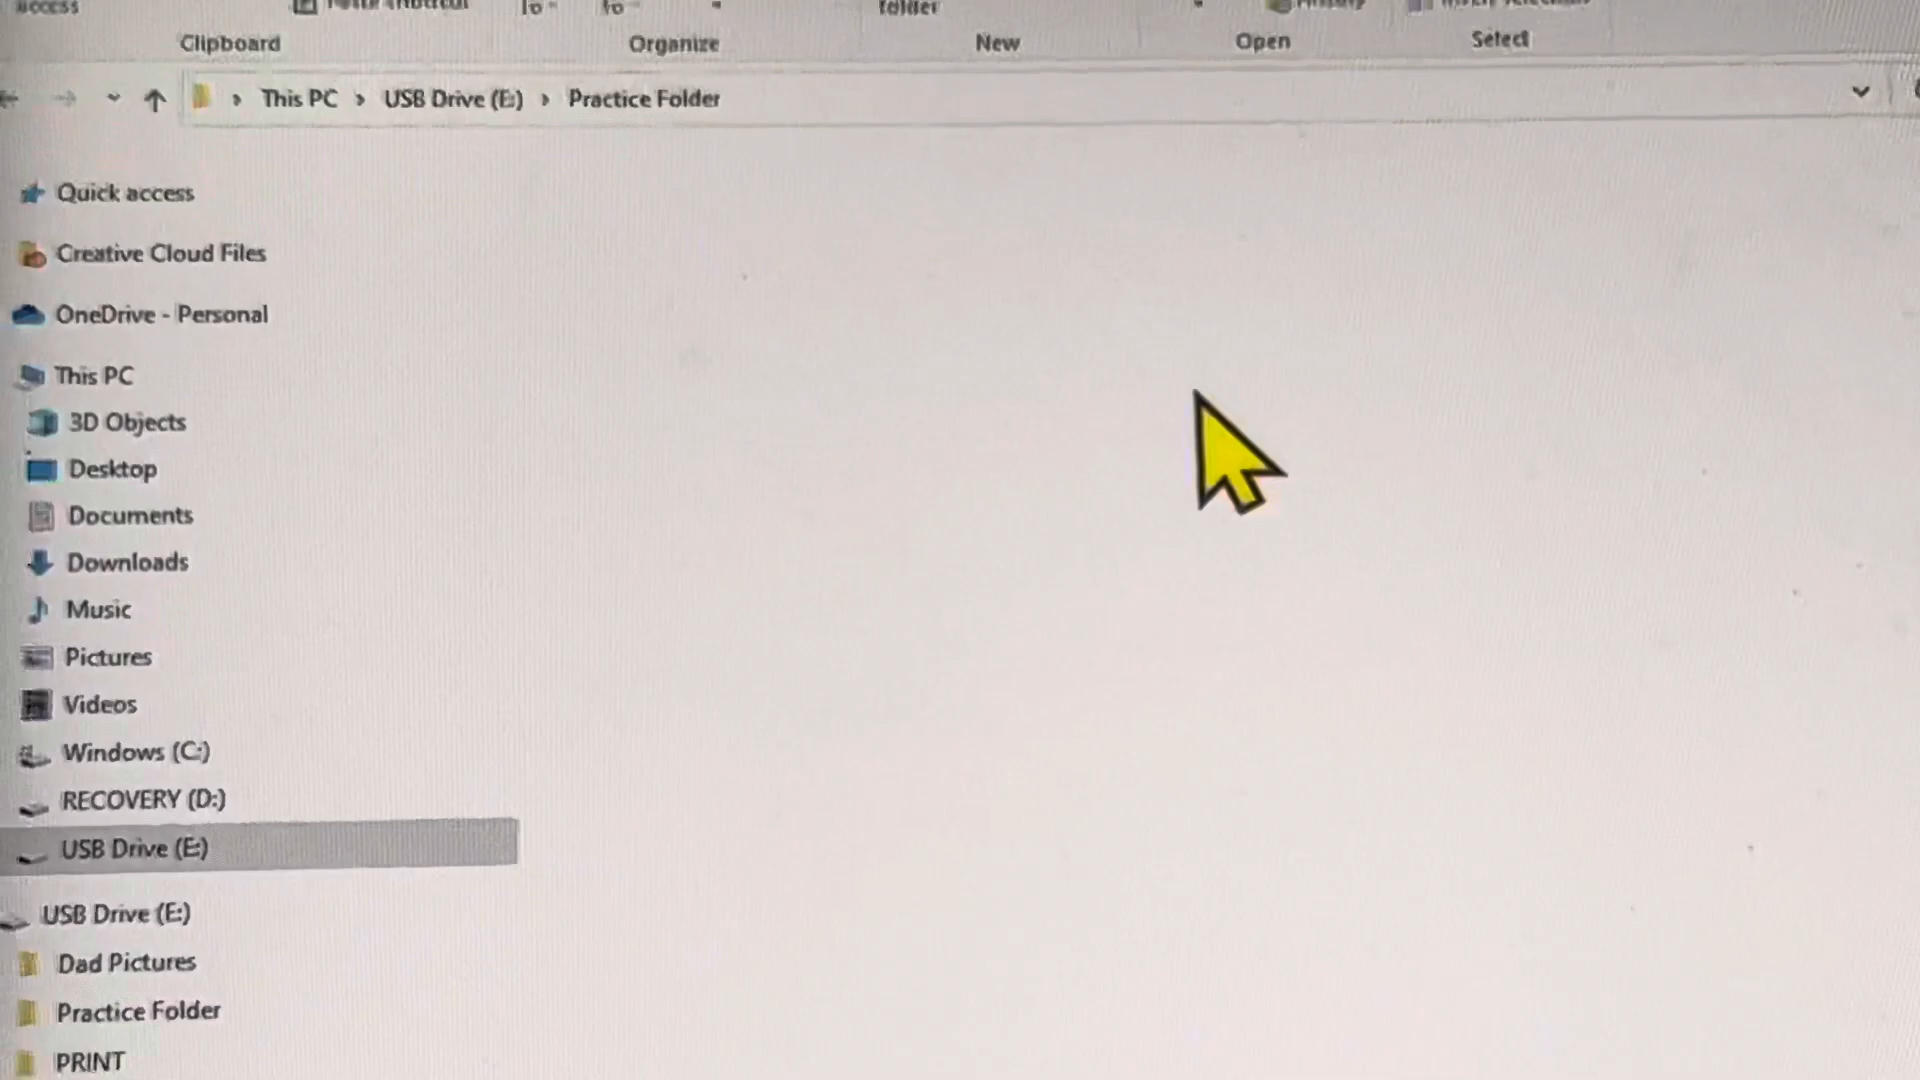 access
folder
Clipboard Organize New Open Select
This PC USB Drive (E:) Practice Folder
Quick access
Creative Cloud Files
OneDrive - Personal
This PC
3D Objects
Desktop
Documents
Downloads
Music
Pictures
Videos
Windows (C:)
RECOVERY (D:)
USB Drive (E:)
USB Drive (E:)
Dad Pictures
Practice Folder
PRINT